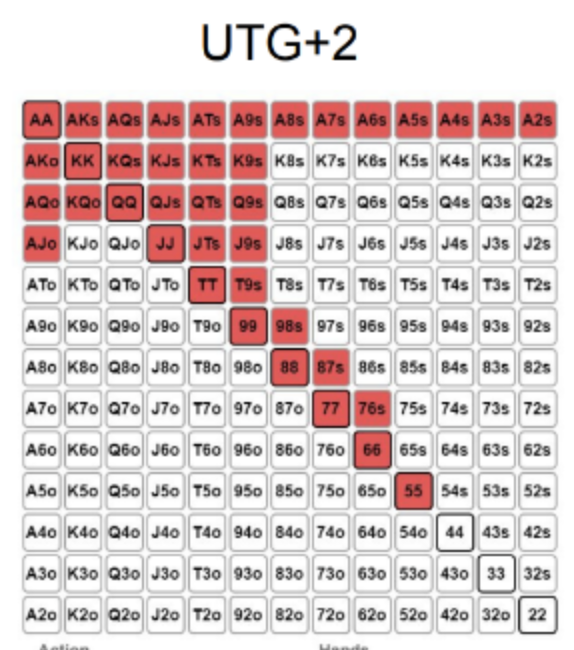 UTG+2
AA AKs AQs AJs ATs A9s A8s A7s A6s A5s A4s A3s A2s
AKo KK KQs KJs KTs K9s K8s K7s K6s K5s K4s K3s K2s
AQo KQo QQ QJs QTs Q9s Q8s Q7s Q6s Q5s Q4s Q3s Q2s
AJo KJo QJo JJ JTs J9s J8s J7s J6s J5s J4s J3s J2s
ATo KTo QTo JTo TT T9s T8s T7s T6s T5s T4s T3s T2s
A9o K9o Q9o J9o T9o 99 98s 97s 96s 95s 94s 93s 92s
A8o K8o Q8o J8o T8o 98o 88 87s 86s 85s 84s 83s 82s
A7o K7o Q7o J7o T7o 97o 87o 77 76s 75s 74s 73s 72s
A6o K6o Q6o J6o T6o 96o 86o 76o 66 65s 64s 63s 62s
A5o K5o Q5o J5o T5o 95o 85o 75o 65o 55 54s 53s 52s
A4o K4o Q4o J4o T4o 94o 84o 74o 64o 54o 44 43s 42s
A3o K3o Q3o J3o T3o 93o 83o 73o 63o 53o 43o 33 32s
A2o K2o Q2o J2o T2o 92o 82o 72o 62o 52o 42o 32o 22
Action Hands